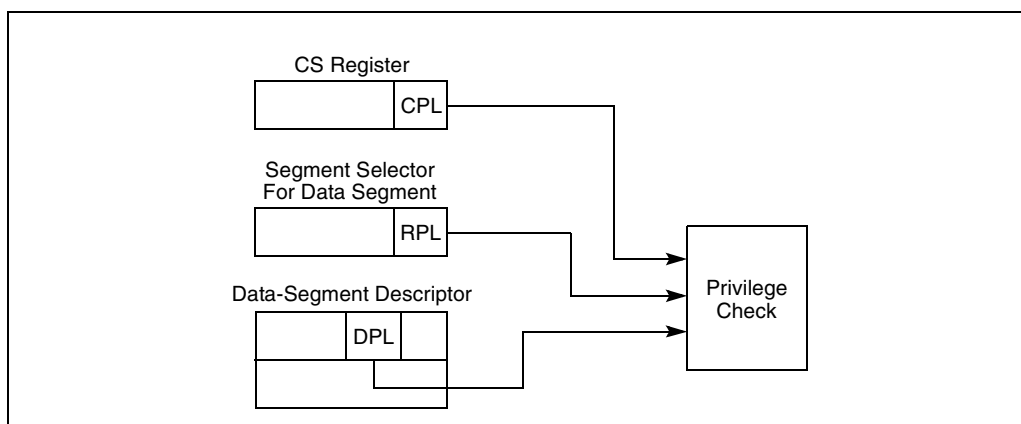 CS Register
CPL
Segment Selector
For Data Segment
RPL
Data-Segment Descriptor
DPL
Privilege
Check